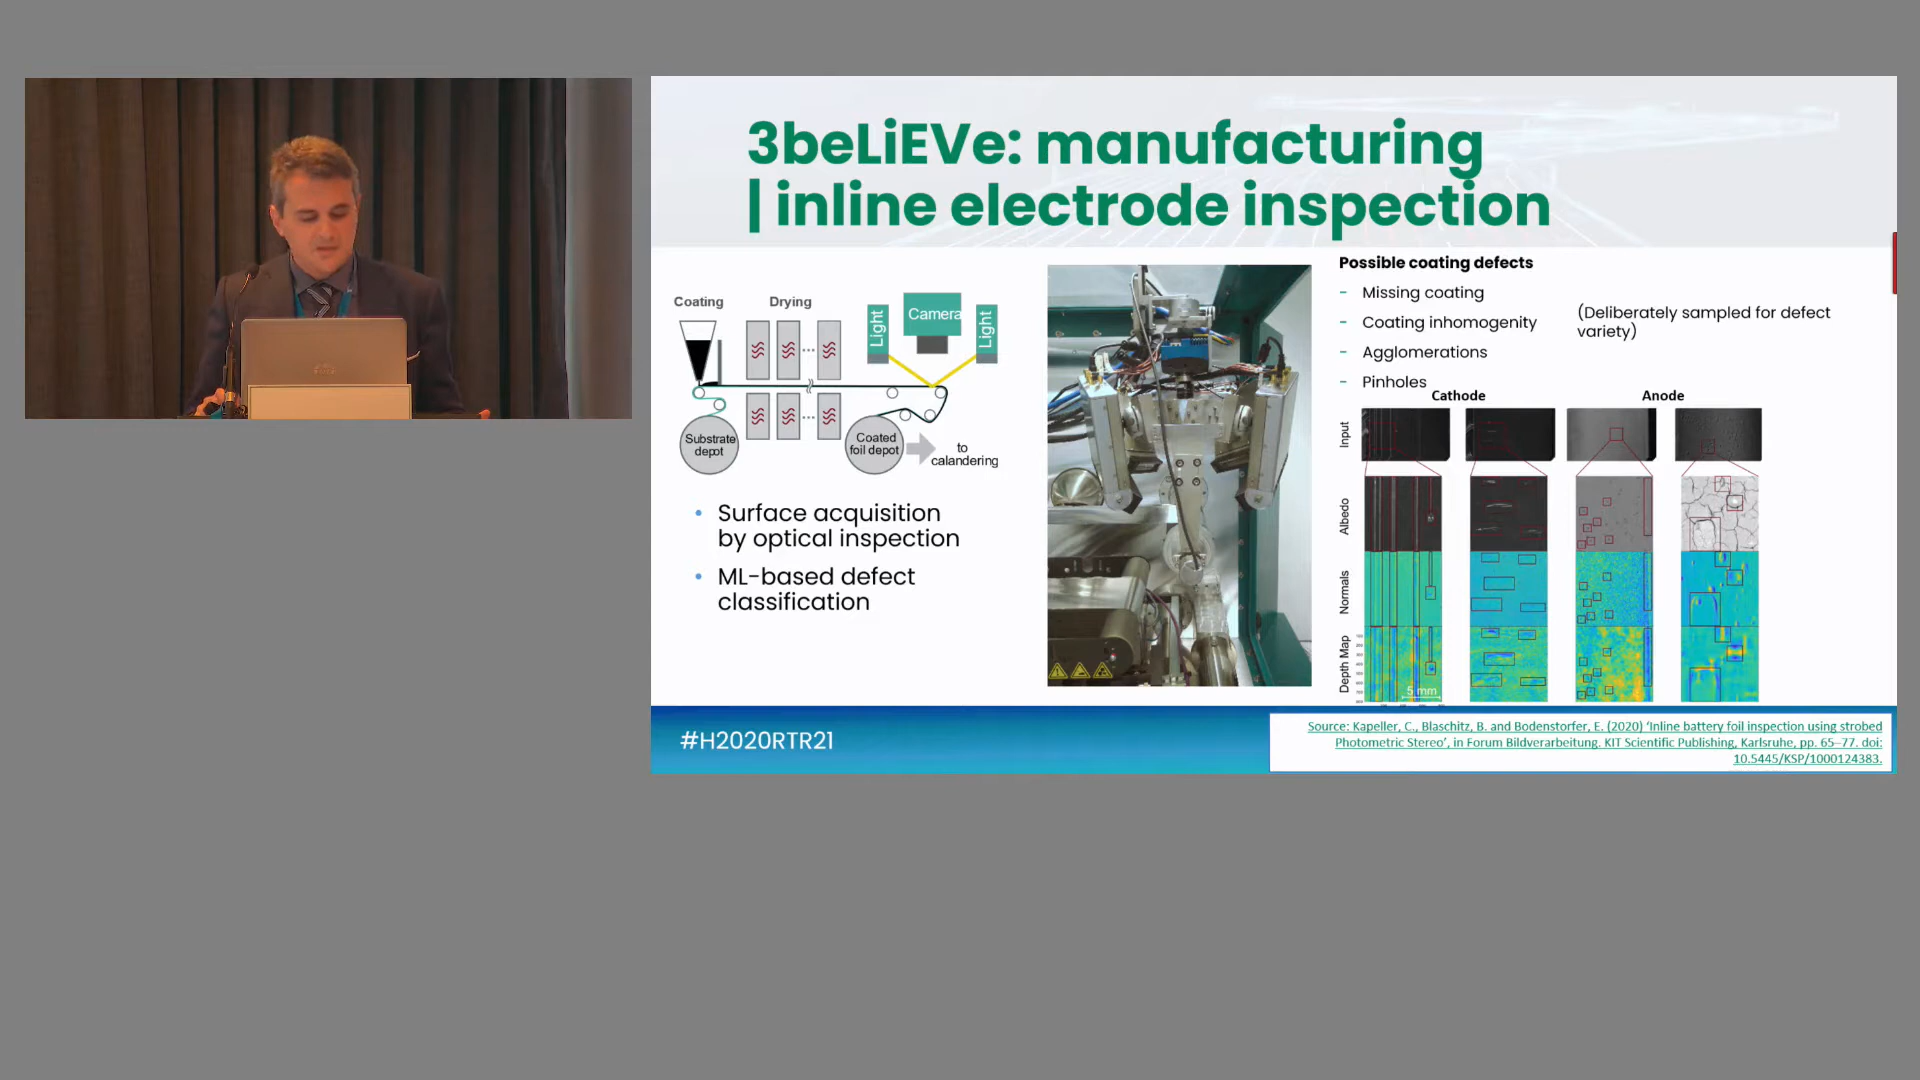 3beLiEVe: manufacturing
| inline electrode inspection
Coating
Drying
Light
Camera
Light
Substrate
depot
Coated
foil depot
to
calandering
• Surface acquisition
by optical inspection
• ML-based defect
classification
Possible coating defects
- Missing coating
- Coating inhomogenity
- Agglomerations
- Pinholes
(Deliberately sampled for defect
variety)
Cathode
Anode
Input
Albedo
Normals
Depth Map
5 mm
#H2020RTR21
Source: Kapeller, C., Blaschitz, B. and Bodenstorfer, E. (2020) ‘Inline battery foil inspection using strobed
Photometric Stereo’, in Forum Bildverarbeitung. KIT Scientific Publishing, Karlsruhe, pp. 65–77. doi:
10.5445/KSP/1000124383.